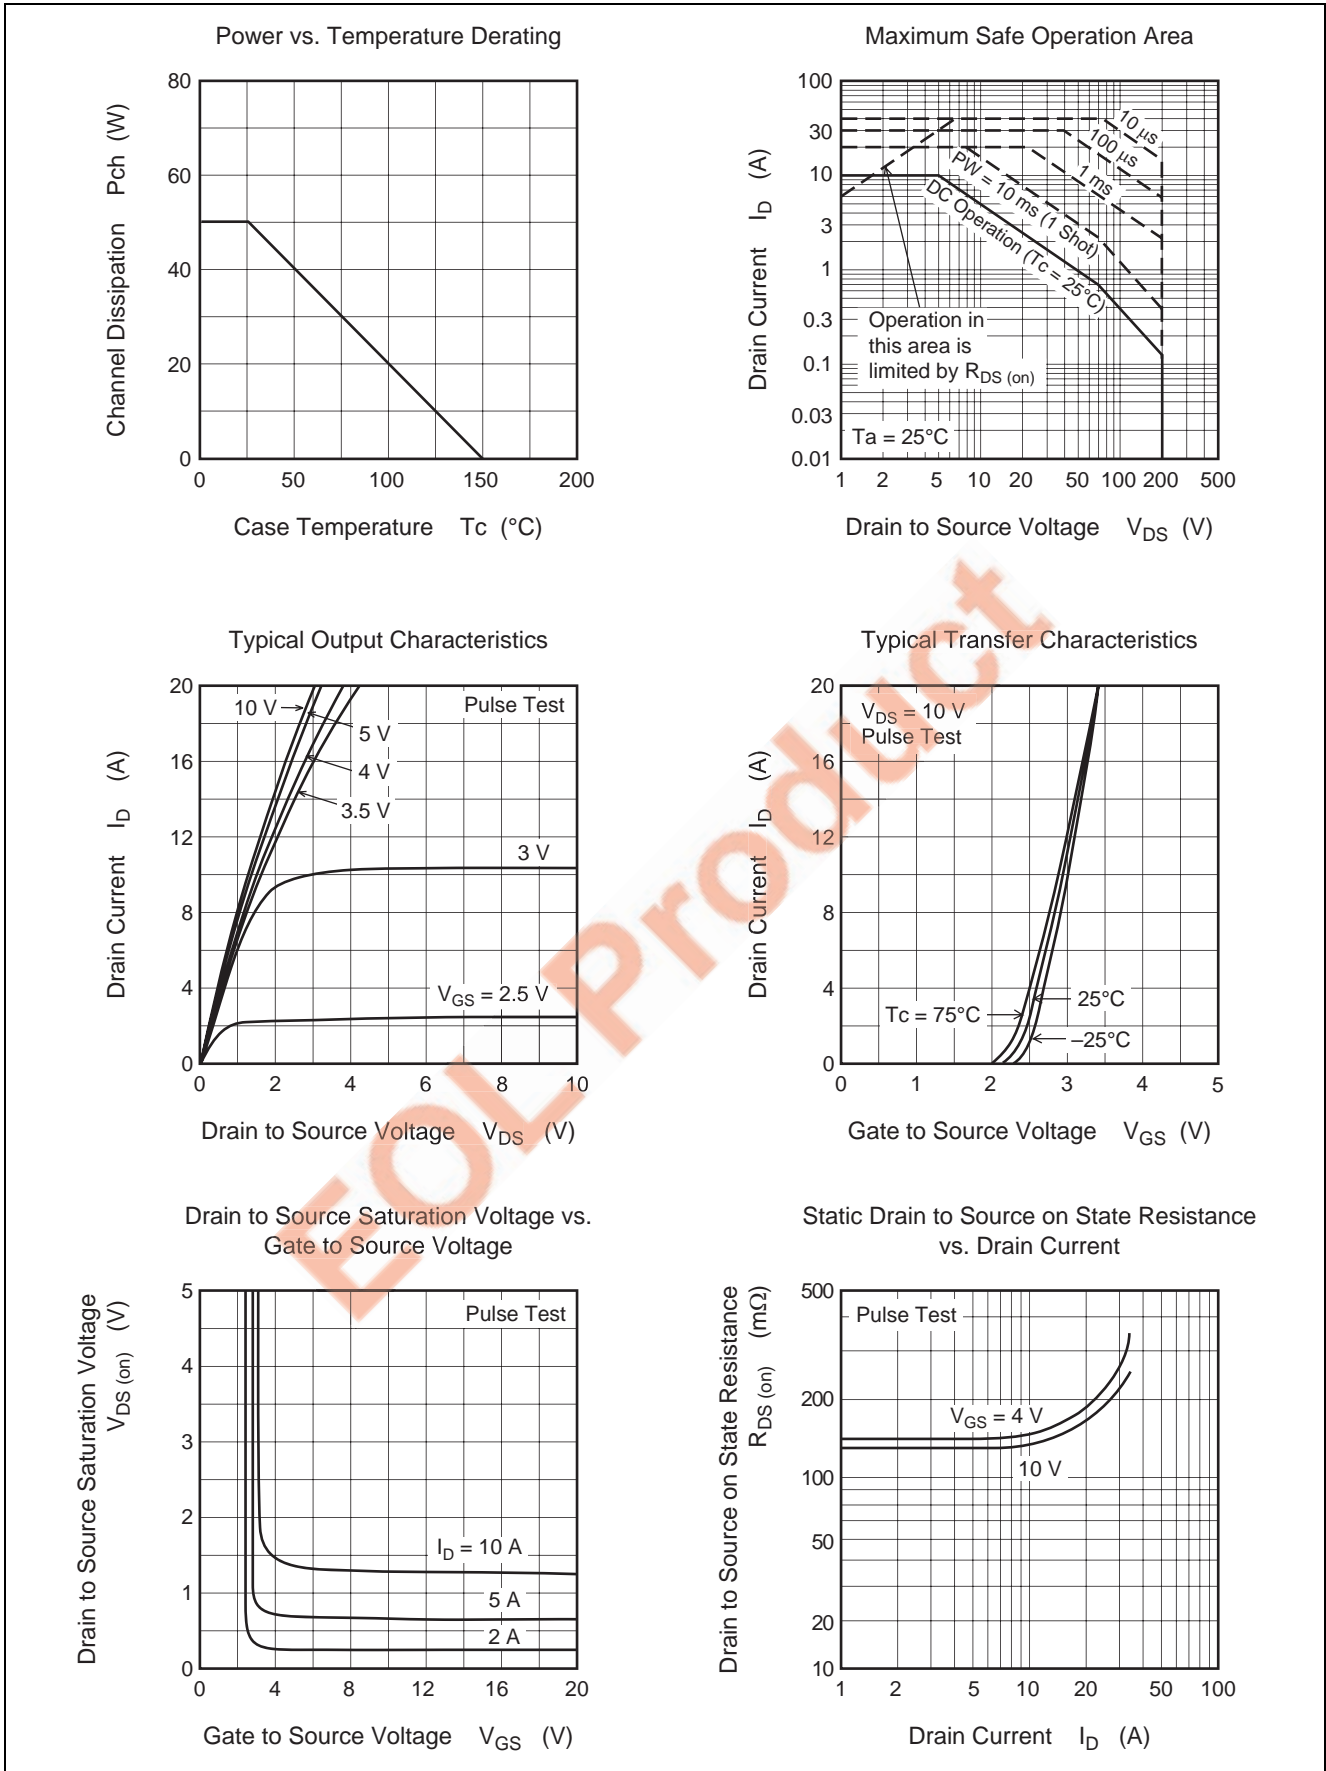 Power vs. Temperature Derating
80
60
40
20
0
0 50 100 150 200
Channel Dissipation Pch (W)
Case Temperature Tc (°C)
Maximum Safe Operation Area
100
30
10
3
1
0.3
0.1
0.03
0.01
1 2 5 10 20 50 100 200 500
Drain Current ID (A)
10 μs
100 μs
1 ms
PW = 10 ms (1 Shot)
DC Operation (Tc = 25°C)
Operation in
this area is
limited by RDS (on)
Ta = 25°C
Drain to Source Voltage VDS (V)
Typical Output Characteristics
20
16
12
8
4
0
0 2 4 6 8 10
Drain Current ID (A)
Pulse Test
10 V
5 V
4 V
3.5 V
3 V
VGS = 2.5 V
Drain to Source Voltage VDS (V)
Typical Transfer Characteristics
20
16
12
8
4
0
0 1 2 3 4 5
Drain Current ID (A)
VDS = 10 V
Pulse Test
25°C
Tc = 75°C
–25°C
Gate to Source Voltage VGS (V)
EOL Product
Drain to Source Saturation Voltage vs.
Gate to Source Voltage
5
4
3
2
1
0
0 4 8 12 16 20
Drain to Source Saturation Voltage
VDS (on) (V)
Pulse Test
ID = 10 A
5 A
2 A
Gate to Source Voltage VGS (V)
Static Drain to Source on State Resistance
vs. Drain Current
500
200
100
50
20
10
1 2 5 10 20 50 100
Drain to Source on State Resistance
RDS (on) (mΩ)
Pulse Test
VGS = 4 V
10 V
Drain Current ID (A)